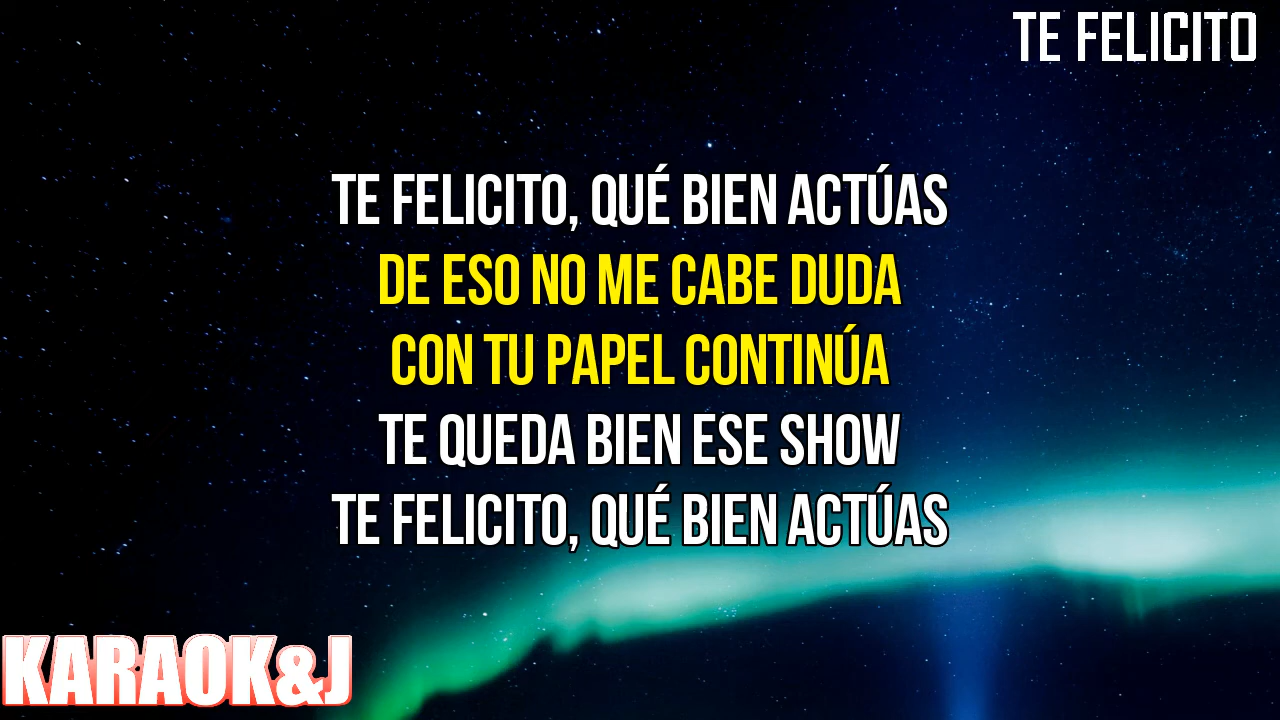 TE FELICITO
TE FELICITO, QUÉ BIEN ACTÚAS
DE ESO NO ME CABE DUDA
CON TU PAPEL CONTINÚA
TE QUEDA BIEN ESE SHOW
TE FELICITO, QUÉ BIEN ACTÚAS
KARAOK&J